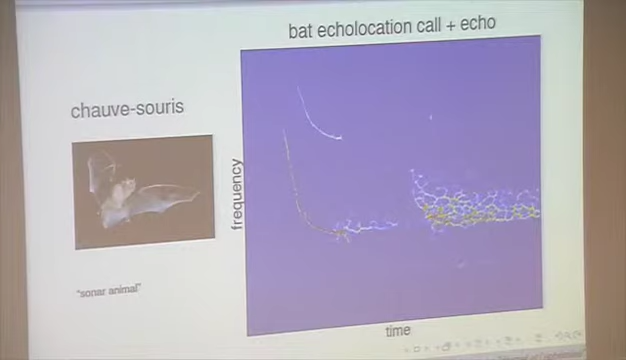 bat echolocation call + echo
chauve-souris
frequency
"sonar animal"
time